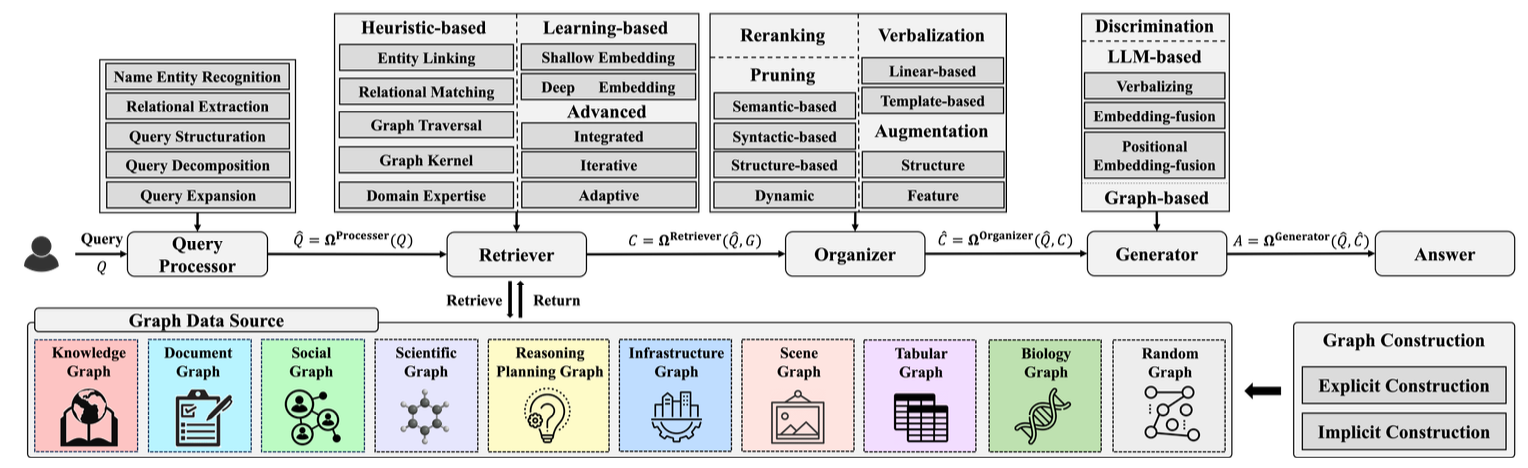 Name Entity Recognition
Relational Extraction
Query Structuration
Query Decomposition
Query Expansion
Heuristic-based
Entity Linking
Relational Matching
Graph Traversal
Graph Kernel
Domain Expertise
Learning-based
Shallow Embedding
Deep Embedding
Advanced
Integrated
Iterative
Adaptive
Reranking
Pruning
Semantic-based
Syntactic-based
Structure-based
Dynamic
Verbalization
Linear-based
Template-based
Augmentation
Structure
Feature
Discrimination
LLM-based
Verbalizing
Embedding-fusion
Positional
Embedding-fusion
Graph-based
Query
Q
Query
Processor
Q̂ = Ω^Processer(Q)
Retriever
C = Ω^Retriever(Q̂, G)
Organizer
Ĉ = Ω^Organizer(Q̂, C)
Generator
A = Ω^Generator(Q̂, Ĉ)
Answer
Retrieve
Return
Graph Data Source
Knowledge
Graph
Document
Graph
Social
Graph
Scientific
Graph
Reasoning
Planning Graph
Infrastructure
Graph
Scene
Graph
Tabular
Graph
Biology
Graph
Random
Graph
Graph Construction
Explicit Construction
Implicit Construction